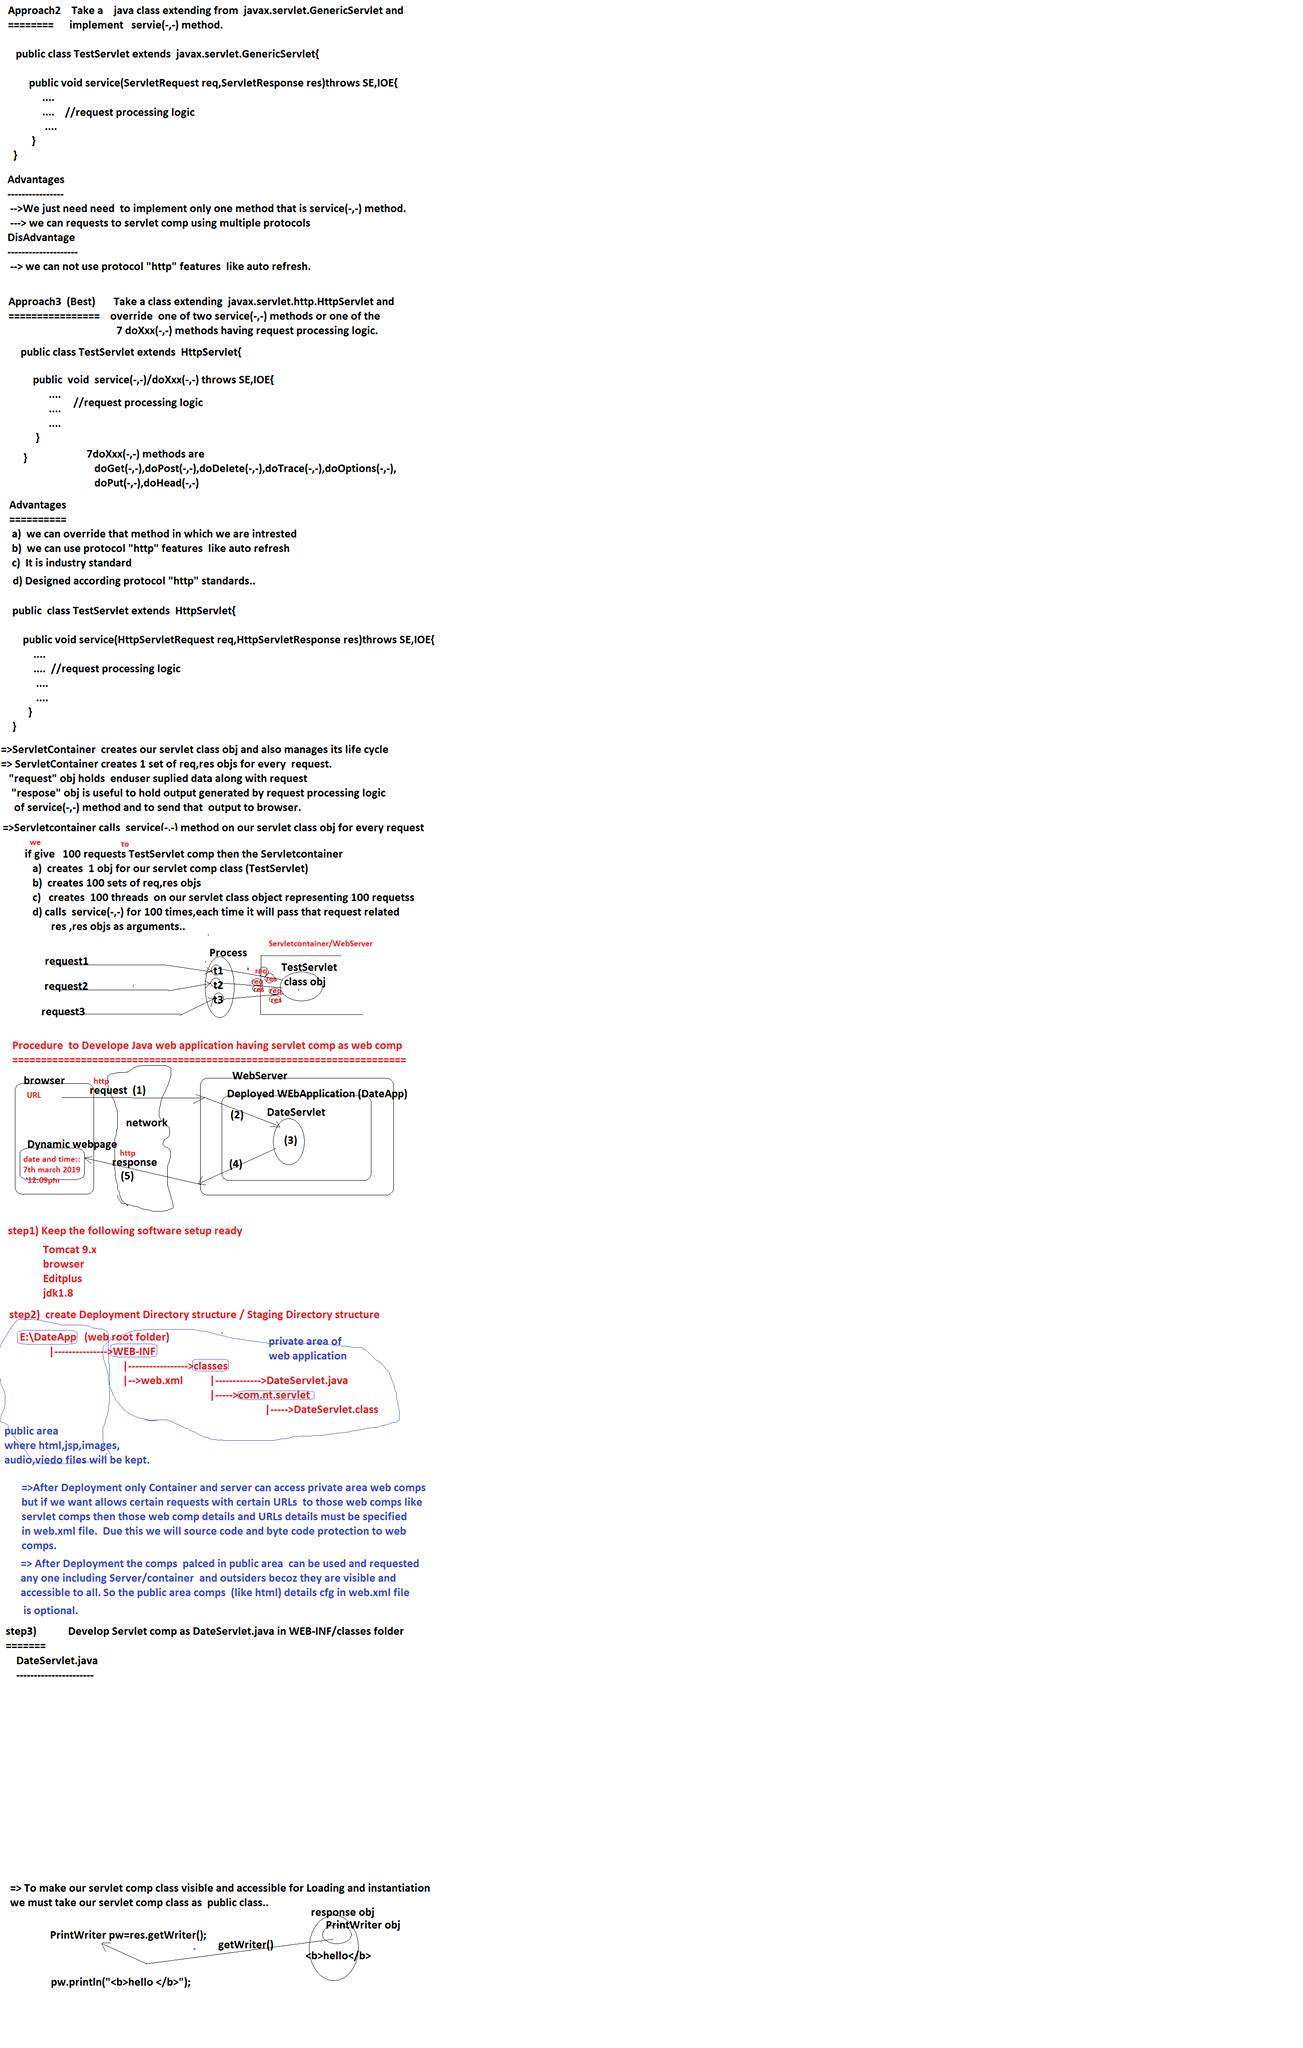 Approach2 Take a java class extending from javax.servlet.GenericServlet and
======== implement servie(-,-) method.
public class TestServlet extends javax.servlet.GenericServlet{
public void service(ServletRequest req,ServletResponse res)throws SE,IOE{
....
.... //request processing logic
....
}
}
Advantages
----------------
-->We just need need to implement only one method that is service(-,-) method.
---> we can requests to servlet comp using multiple protocols
DisAdvantage
--------------------
--> we can not use protocol "http" features like auto refresh.
Approach3 (Best) Take a class extending javax.servlet.http.HttpServlet and
================ override one of two service(-,-) methods or one of the
7 doXxx(-,-) methods having request processing logic.
public class TestServlet extends HttpServlet{
public void service(-,-)/doXxx(-,-) throws SE,IOE{
....
//request processing logic
....
....
}
} 7doXxx(-,-) methods are
doGet(-,-),doPost(-,-),doDelete(-,-),doTrace(-,-),doOptions(-,-),
doPut(-,-),doHead(-,-)
Advantages
==========
a) we can override that method in which we are intrested
b) we can use protocol "http" features like auto refresh
c) It is industry standard
d) Designed according protocol "http" standards..
public class TestServlet extends HttpServlet{
public void service(HttpServletRequest req,HttpServletResponse res)throws SE,IOE{
....
.... //request processing logic
....
....
}
}
=>ServletContainer creates our servlet class obj and also manages its life cycle
=> ServletContainer creates 1 set of req,res objs for every request.
"request" obj holds enduser suplied data along with request
"respose" obj is useful to hold output generated by request processing logic
of service(-,-) method and to send that output to browser.
=>Servletcontainer calls service(-,-) method on our servlet class obj for every request
we to
if give 100 requests TestServlet comp then the Servletcontainer
a) creates 1 obj for our servlet comp class (TestServlet)
b) creates 100 sets of req,res objs
c) creates 100 threads on our servlet class object representing 100 requetss
d) calls service(-,-) for 100 times,each time it will pass that request related
res ,res objs as arguments..
Servletcontainer/WebServer
Process
request1
t1 req TestServlet
res
request2 t2 req class obj
res req
t3 res
request3
Procedure to Develope Java web application having servlet comp as web comp
=====================================================================
WebServer
browser http
request (1) Deployed WEbApplication (DateApp)
URL
(2) DateServlet
network
(3)
Dynamic webpage
http
date and time:: response (4)
7th march 2019
12:09pm (5)
step1) Keep the following software setup ready
Tomcat 9.x
browser
Editplus
jdk1.8
step2) create Deployment Directory structure / Staging Directory structure
E:\DateApp (web root folder) private area of
|-------------->WEB-INF web application
|---------------->classes
|-->web.xml |------------>DateServlet.java
|----->com.nt.servlet
|----->DateServlet.class
public area
where html,jsp,images,
audio,viedo files will be kept.
=>After Deployment only Container and server can access private area web comps
but if we want allows certain requests with certain URLs to those web comps like
servlet comps then those web comp details and URLs details must be specified
in web.xml file. Due this we will source code and byte code protection to web
comps.
=> After Deployment the comps palced in public area can be used and requested
any one including Server/container and outsiders becoz they are visible and
accessible to all. So the public area comps (like html) details cfg in web.xml file
is optional.
step3) Develop Servlet comp as DateServlet.java in WEB-INF/classes folder
=======
DateServlet.java
----------------------
=> To make our servlet comp class visible and accessible for Loading and instantiation
we must take our servlet comp class as public class..
response obj
PrintWriter obj
PrintWriter pw=res.getWriter();
getWriter()
<b>hello</b>
pw.println("<b>hello </b>");